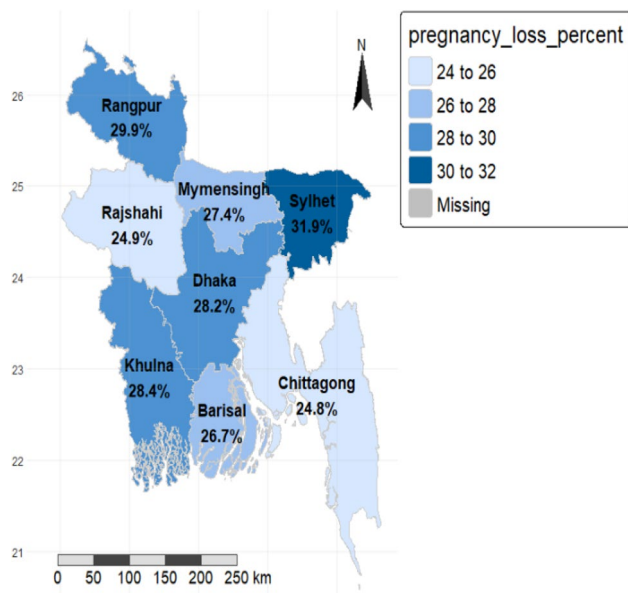 pregnancy_loss_percent
24 to 26
26 to 28
28 to 30
30 to 32
Missing
N
26
25
24
23
22
21
Rangpur
29.9%
Mymensingh
27.4%
Sylhet
31.9%
Rajshahi
24.9%
Dhaka
28.2%
Khulna
28.4%
Chittagong
24.8%
Barisal
26.7%
0 50 100 150 200 250 km